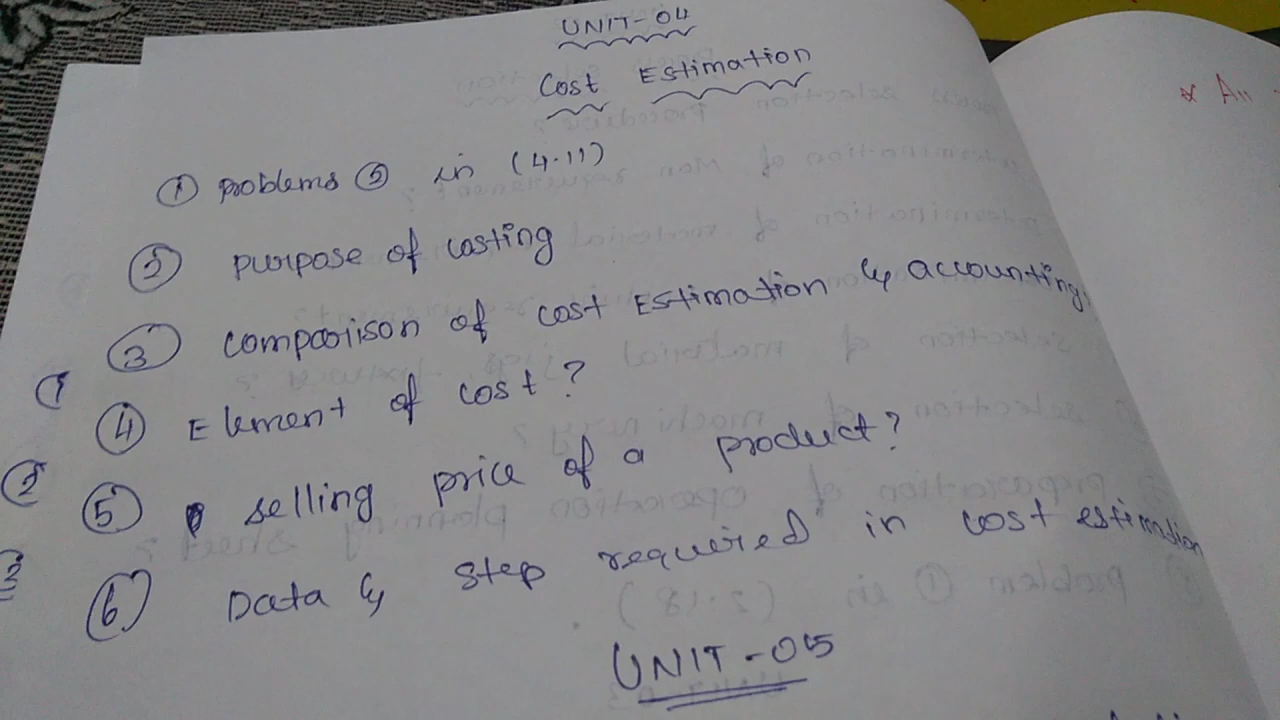 UNIT-04
Cost Estimation
① problems ② in (4.11)
② purpose of costing
③ comparison of cost Estimation & accounting
④ Element of cost?
⑤ selling price of a product?
⑥ Data & step required in cost estimation
UNIT-05